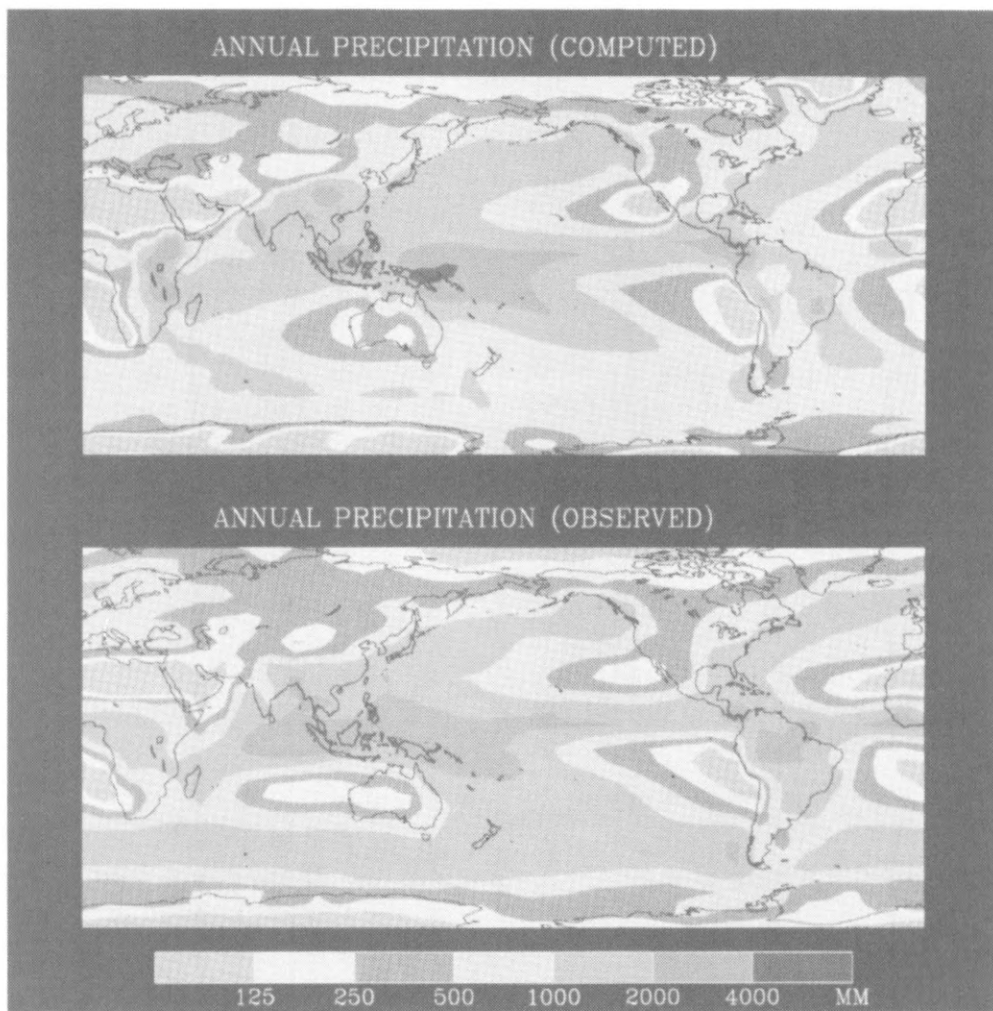 ANNUAL PRECIPITATION (COMPUTED)
ANNUAL PRECIPITATION (OBSERVED)
125 250 500 1000 2000 4000 MM